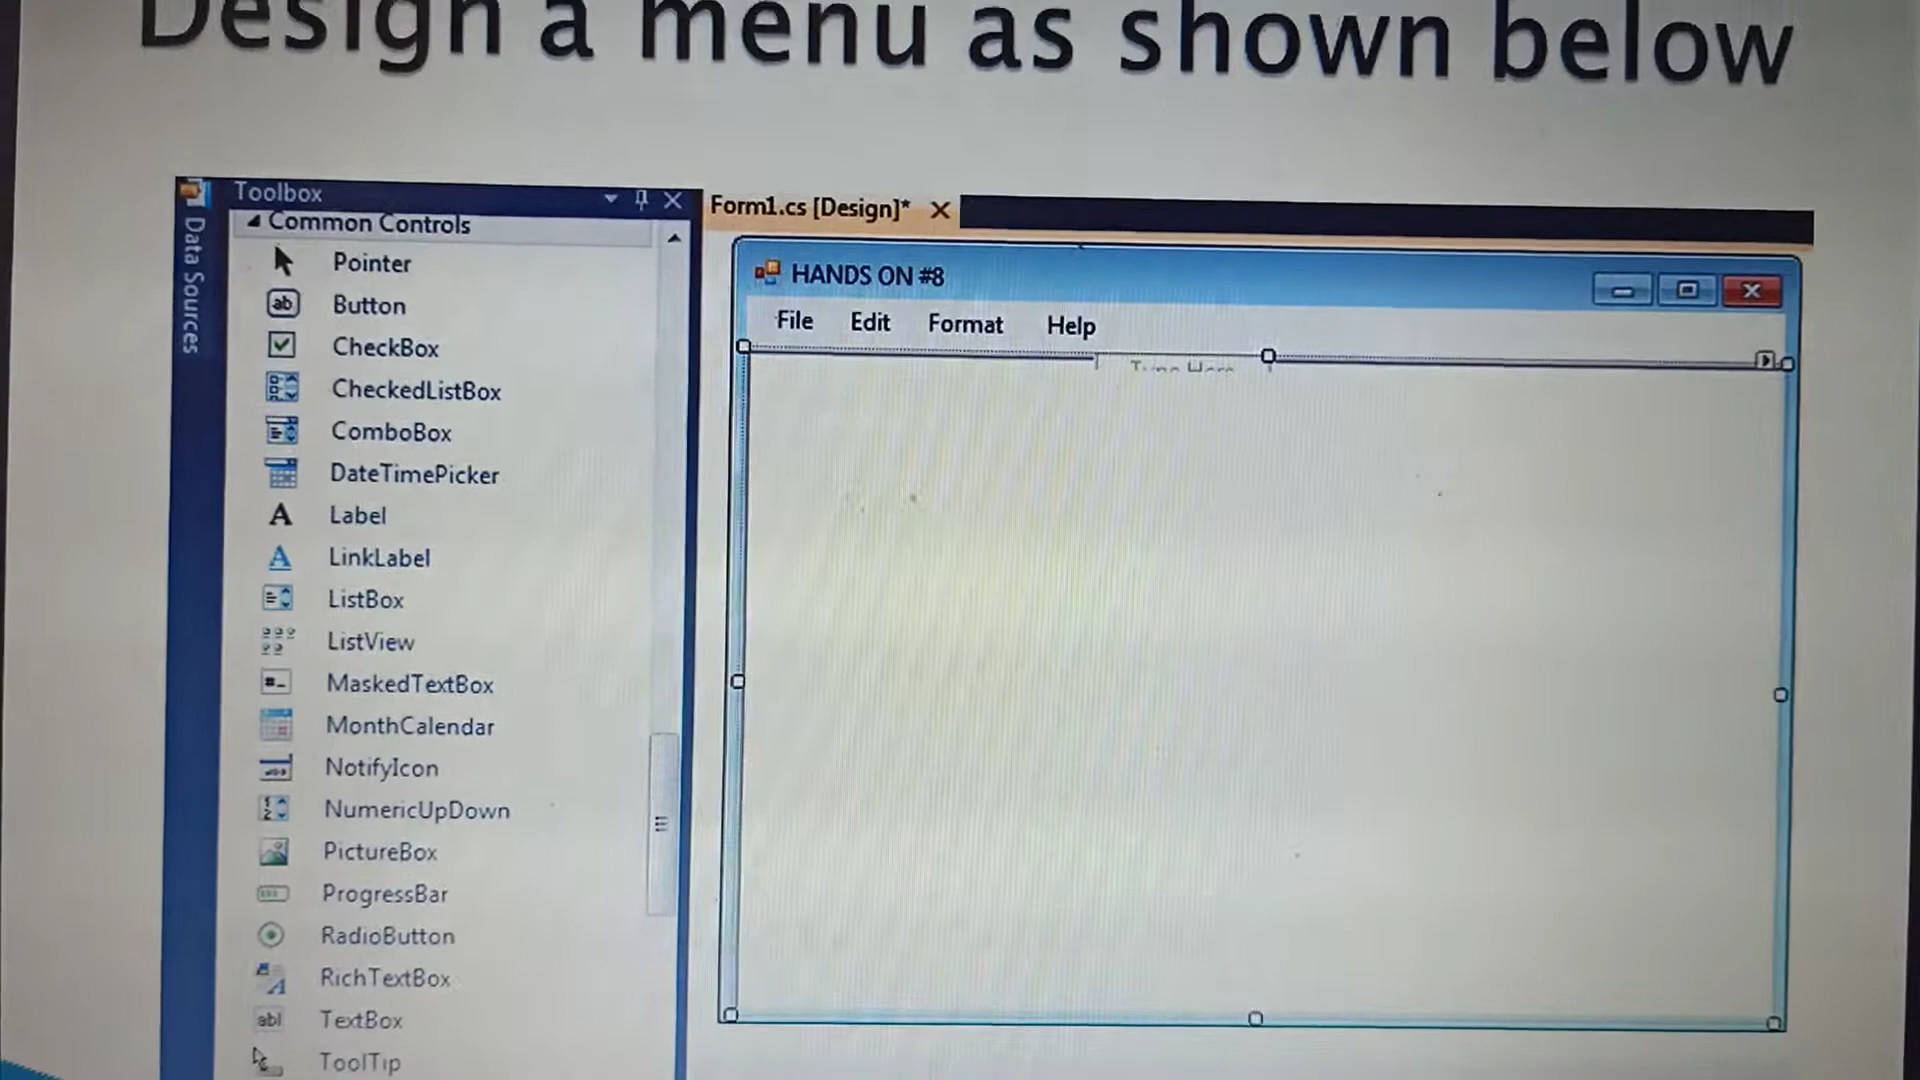 Design a menu as shown below
Toolbox
Data Sources
Common Controls
Pointer
Button
CheckBox
CheckedListBox
ComboBox
DateTimePicker
Label
LinkLabel
ListBox
ListView
MaskedTextBox
MonthCalendar
NotifyIcon
NumericUpDown
PictureBox
ProgressBar
RadioButton
RichTextBox
TextBox
ToolTip
Form1.cs [Design]*
HANDS ON #8
File Edit Format Help
Type Here